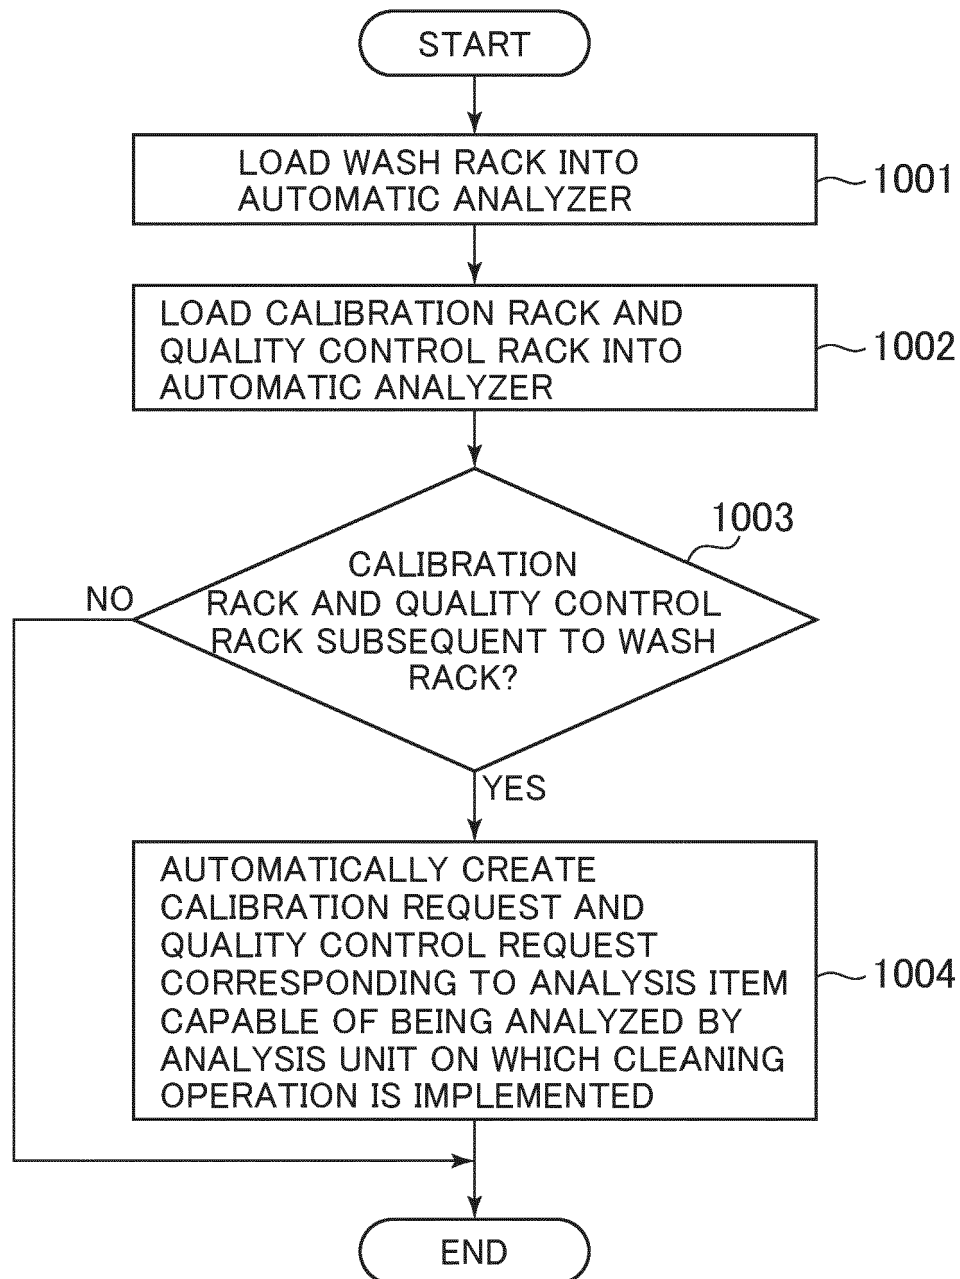 START
LOAD WASH RACK INTO
AUTOMATIC ANALYZER
1001
LOAD CALIBRATION RACK AND
QUALITY CONTROL RACK INTO
AUTOMATIC ANALYZER
1002
1003
CALIBRATION
RACK AND QUALITY CONTROL
RACK SUBSEQUENT TO WASH
RACK?
NO
YES
AUTOMATICALLY CREATE
CALIBRATION REQUEST AND
QUALITY CONTROL REQUEST
CORRESPONDING TO ANALYSIS ITEM
CAPABLE OF BEING ANALYZED BY
ANALYSIS UNIT ON WHICH CLEANING
OPERATION IS IMPLEMENTED
1004
END